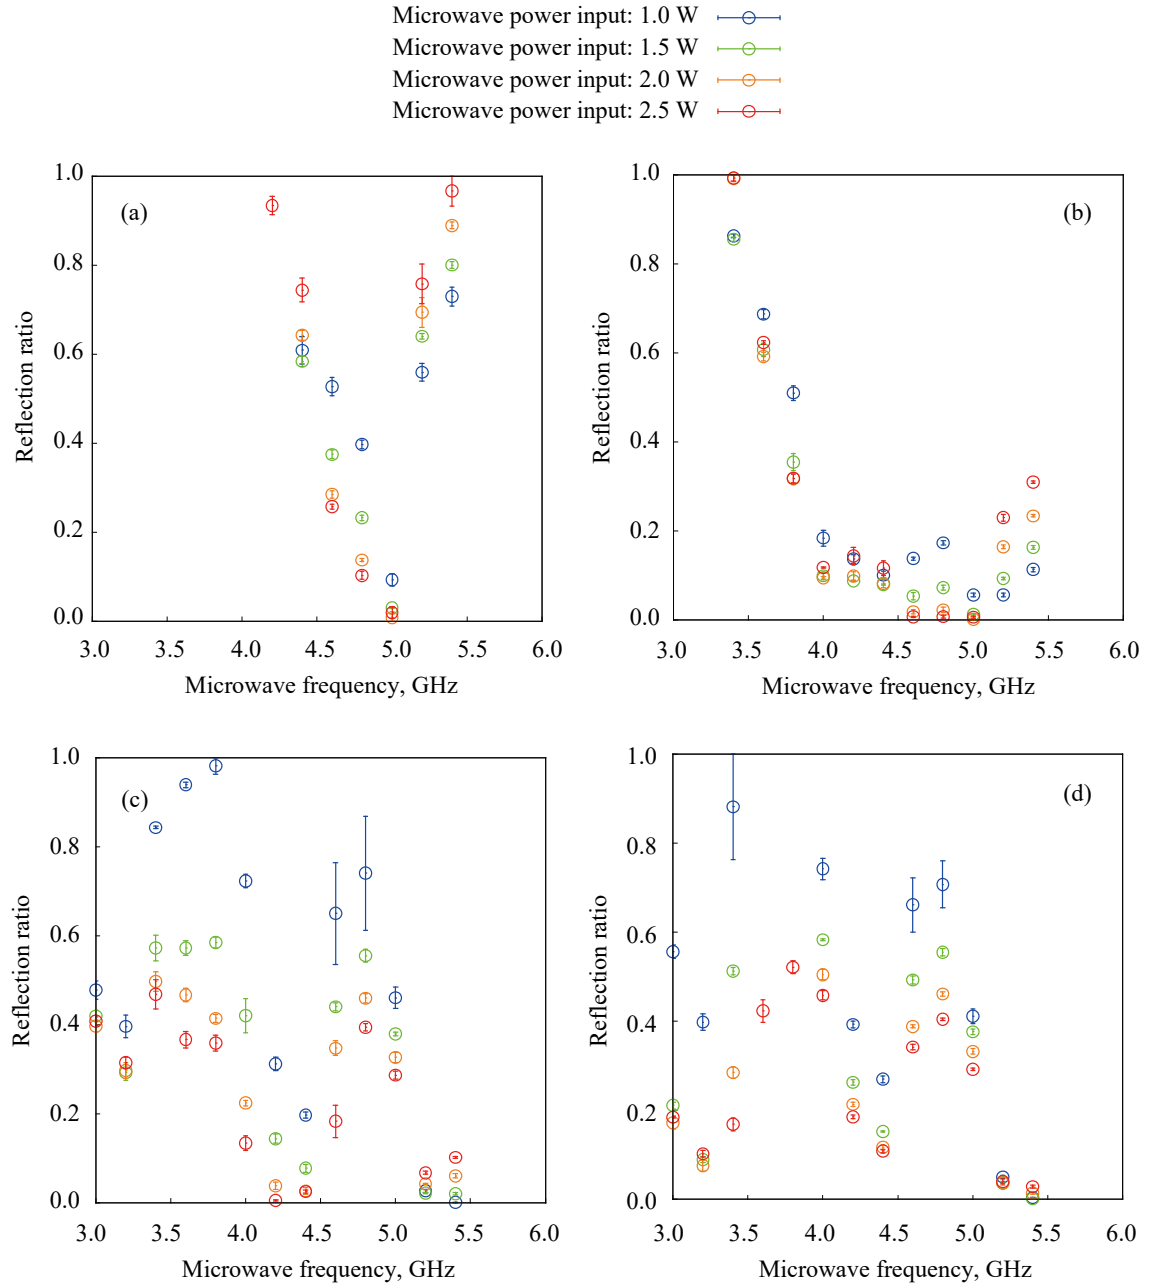 Microwave power input: 1.0 W
Microwave power input: 1.5 W
Microwave power input: 2.0 W
Microwave power input: 2.5 W
1.0
0.8
0.6
0.4
0.2
0.0
Reflection ratio
(a)
3.0 4.0 4.5 5.0 5.5 6.0
Microwave frequency, GHz
1.0
0.8
0.6
0.4
0.2
0.0
Reflection ratio
(b)
3.0 3.5 4.0 4.5 5.0 5.5 6.0
Microwave frequency, GHz
1.0
0.8
0.6
0.4
0.2
0.0
Reflection ratio
(c)
3.0 3.5 4.0 4.5 5.0 5.5 6.0
Microwave frequency, GHz
1.0
0.8
0.6
0.4
0.2
0.0
Reflection ratio
(d)
3.0 3.5 4.0 4.5 5.0 5.5 6.0
Microwave frequency, GHz